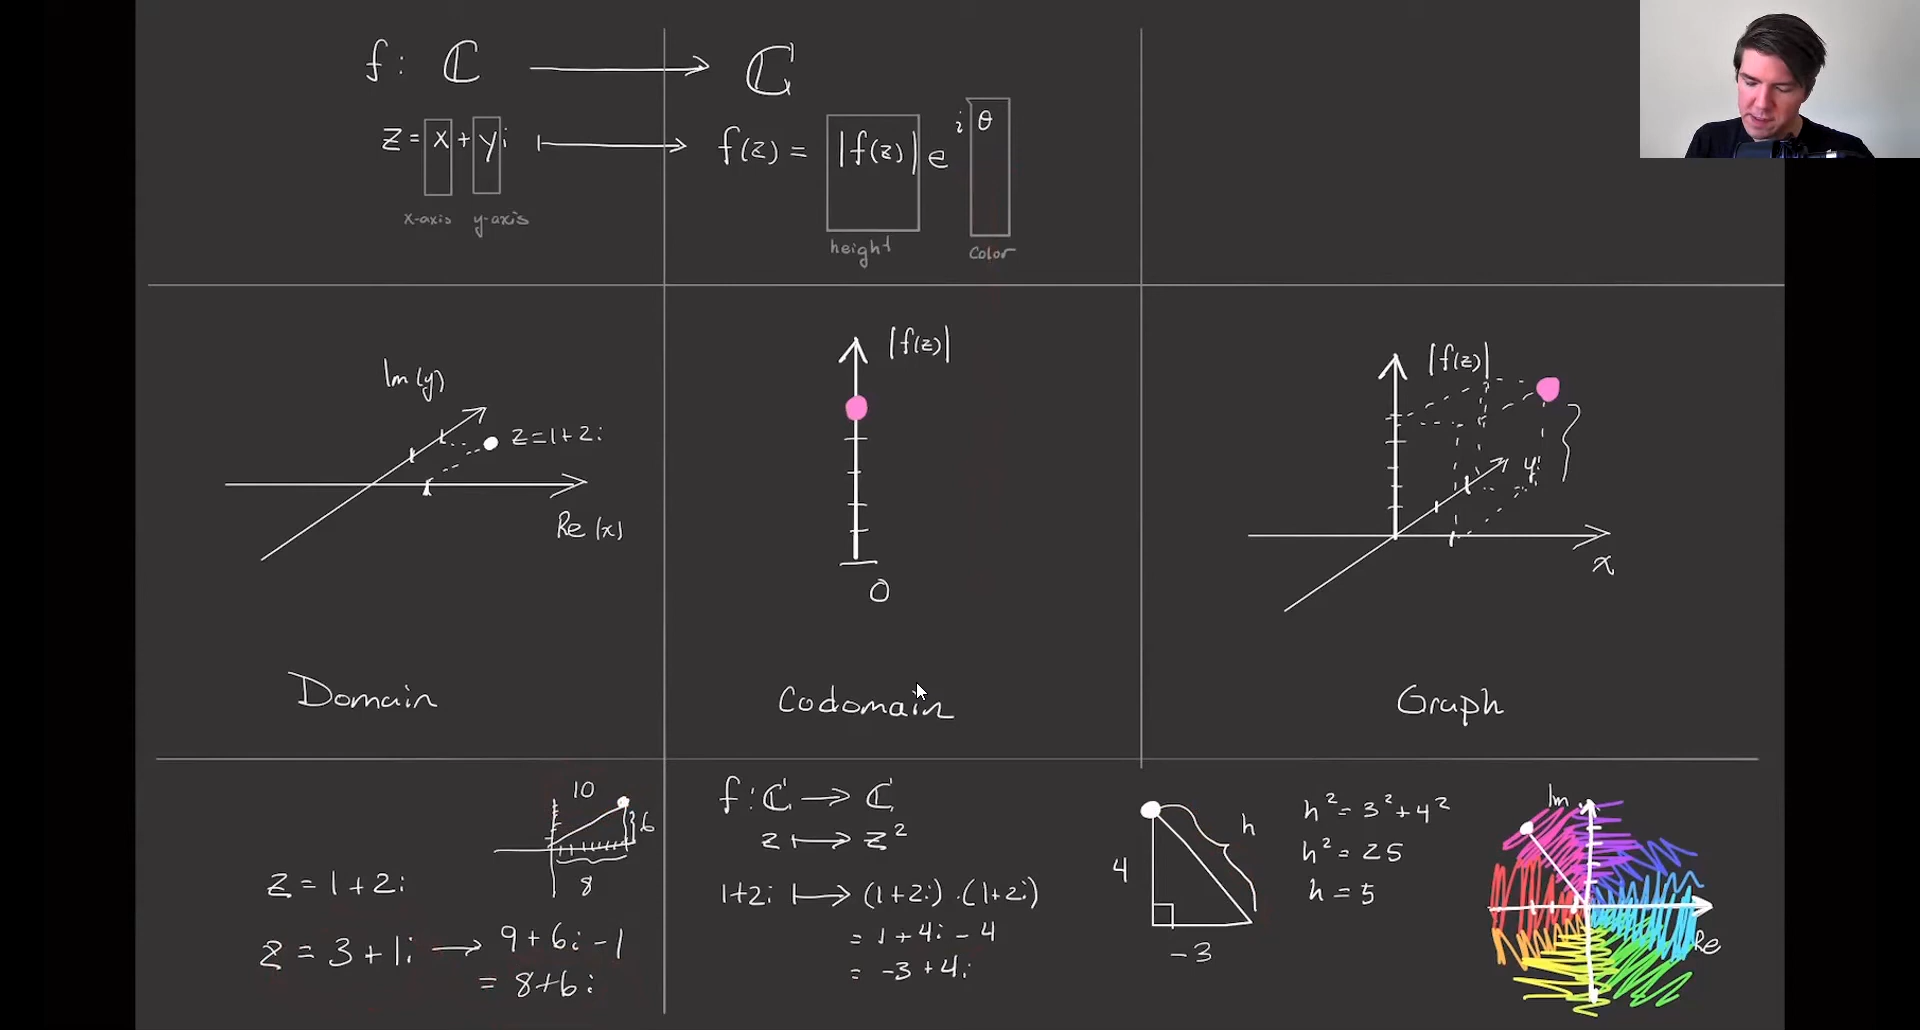 f: ℂ ⟶ ℂ
z = x + yi ⟼ f(z) = |f(z)| e^{iθ}
x-axis y-axis
height
color
Im(y)
z=1+2i
Re(x)
Domain
|f(z)|
0
Codomain
|f(z)|
yi
x
Graph
10
6
8
z = 1+2i
z = 3+1i ⟶ 9+6i-1
= 8+6i
f: ℂ ⟶ ℂ
z ⟼ z²
1+2i ⟼ (1+2i)·(1+2i)
= 1+4i-4
= -3+4i
h
4
-3
h² = 3²+4²
h² = 25
h = 5
Im
Re